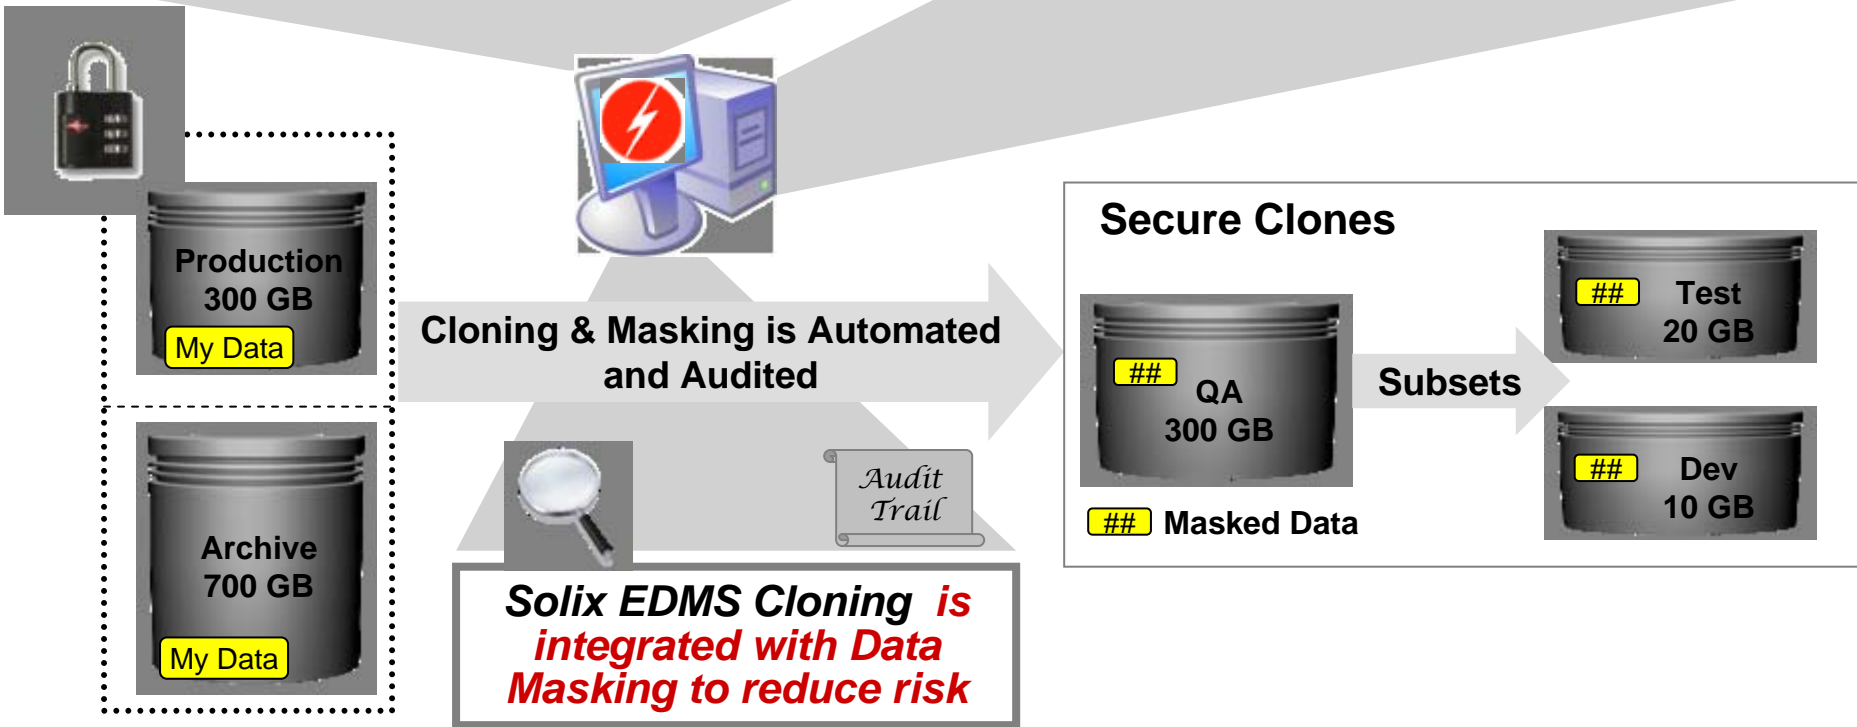 Production
300 GB
My Data
Archive
700 GB
My Data
Cloning & Masking is Automated
and Audited
Audit
Trail
Solix EDMS Cloning is
integrated with Data
Masking to reduce risk
Secure Clones
##
QA
300 GB
## Masked Data
Subsets
## Test
20 GB
## Dev
10 GB